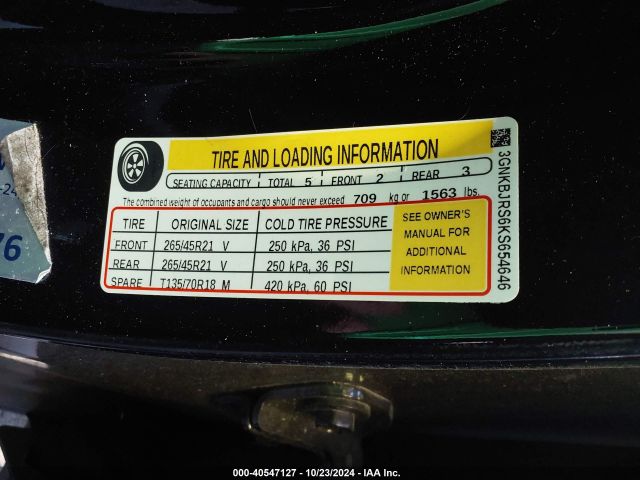 TIRE AND LOADING INFORMATION
SEATING CAPACITY TOTAL 5 FRONT 2 REAR 3
The combined weight of occupants and cargo should never exceed 709 kg or 1563 lbs.
TIRE ORIGINAL SIZE COLD TIRE PRESSURE
FRONT 265/45R21 V 250 kPa, 36 PSI
REAR 265/45R21 V 250 kPa, 36 PSI
SPARE T135/70R18 M 420 kPa, 60 PSI
SEE OWNER'S
MANUAL FOR
ADDITIONAL
INFORMATION
3GNKBJRS6KS654646
-24
76
000-40547127 - 10/23/2024 - IAA Inc.